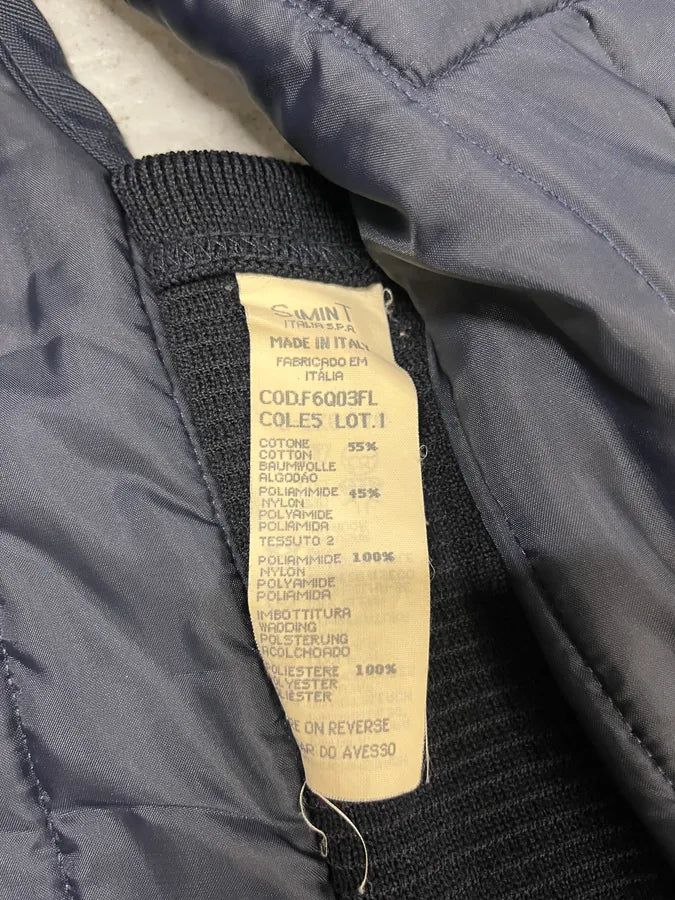 SIMINT
ITALIA S.P.A
MADE IN ITALY
FABRICADO EM
ITÁLIA
COD.F6Q03FL
COL.E5 LOT.1
COTONE 55%
COTTON
BAUMWOLLE
ALGODÃO
POLIAMMIDE 45%
NYLON
POLYAMIDE
POLIAMIDA
TESSUTO 2
POLIAMMIDE 100%
NYLON
POLYAMIDE
POLIAMIDA
IMBOTTITURA
WADDING
POLSTERUNG
ACOLCHOADO
POLIESTERE 100%
POLYESTER
ON REVERSE
DO AVESSO